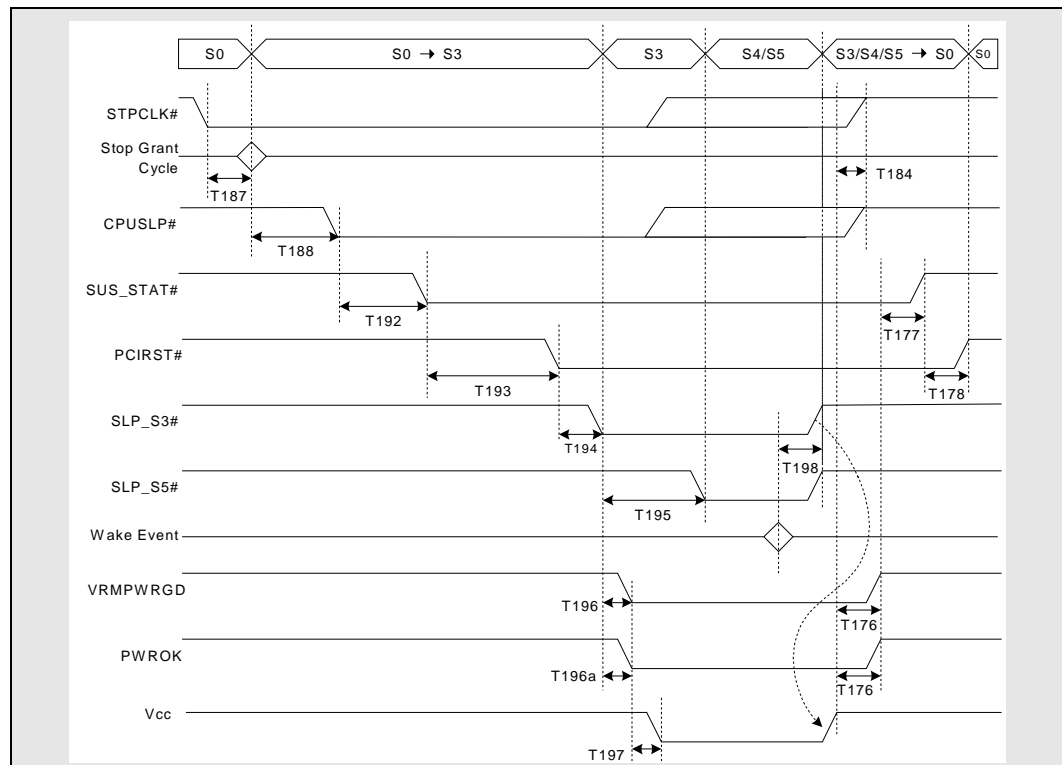 S0 S0 → S3 S3 S4/S5 S3/S4/S5 → S0 S0
STPCLK#
Stop Grant
Cycle
T184
T187
CPUSLP#
T188
SUS_STAT#
T192
T177
PCIRST#
T193
T178
SLP_S3#
T194
T198
SLP_S5#
T195
Wake Event
VRMPWRGD
T196
T176
PWROK
T196a
T176
Vcc
T197